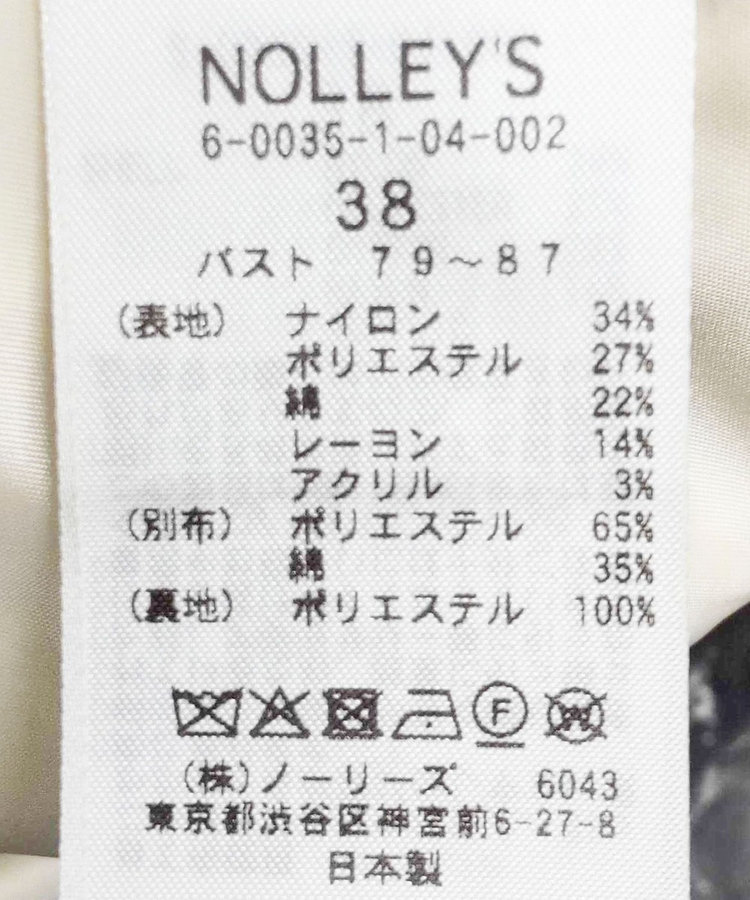 NOLLEY'S
6-0035-1-04-002
38
バスト 79～87
(表地) ナイロン 34%
ポリエステル 27%
綿 22%
レーヨン 14%
アクリル 3%
(別布) ポリエステル 65%
綿 35%
(裏地) ポリエステル 100%
F W
(株)ノーリーズ 6043
東京都渋谷区神宮前6-27-8
日本製